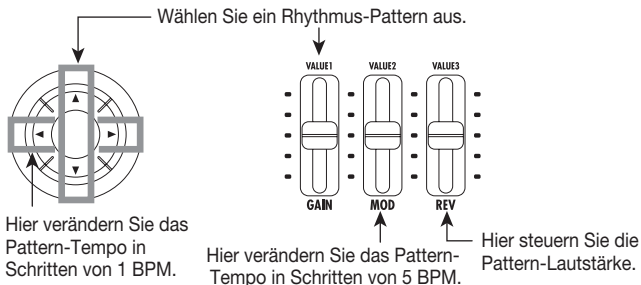 Wählen Sie ein Rhythmus-Pattern aus.
VALUE1 VALUE2 VALUE3
GAIN MOD REV
Hier verändern Sie das
Pattern-Tempo in
Schritten von 1 BPM.
Hier verändern Sie das Pattern-
Tempo in Schritten von 5 BPM.
Hier steuern Sie die
Pattern-Lautstärke.